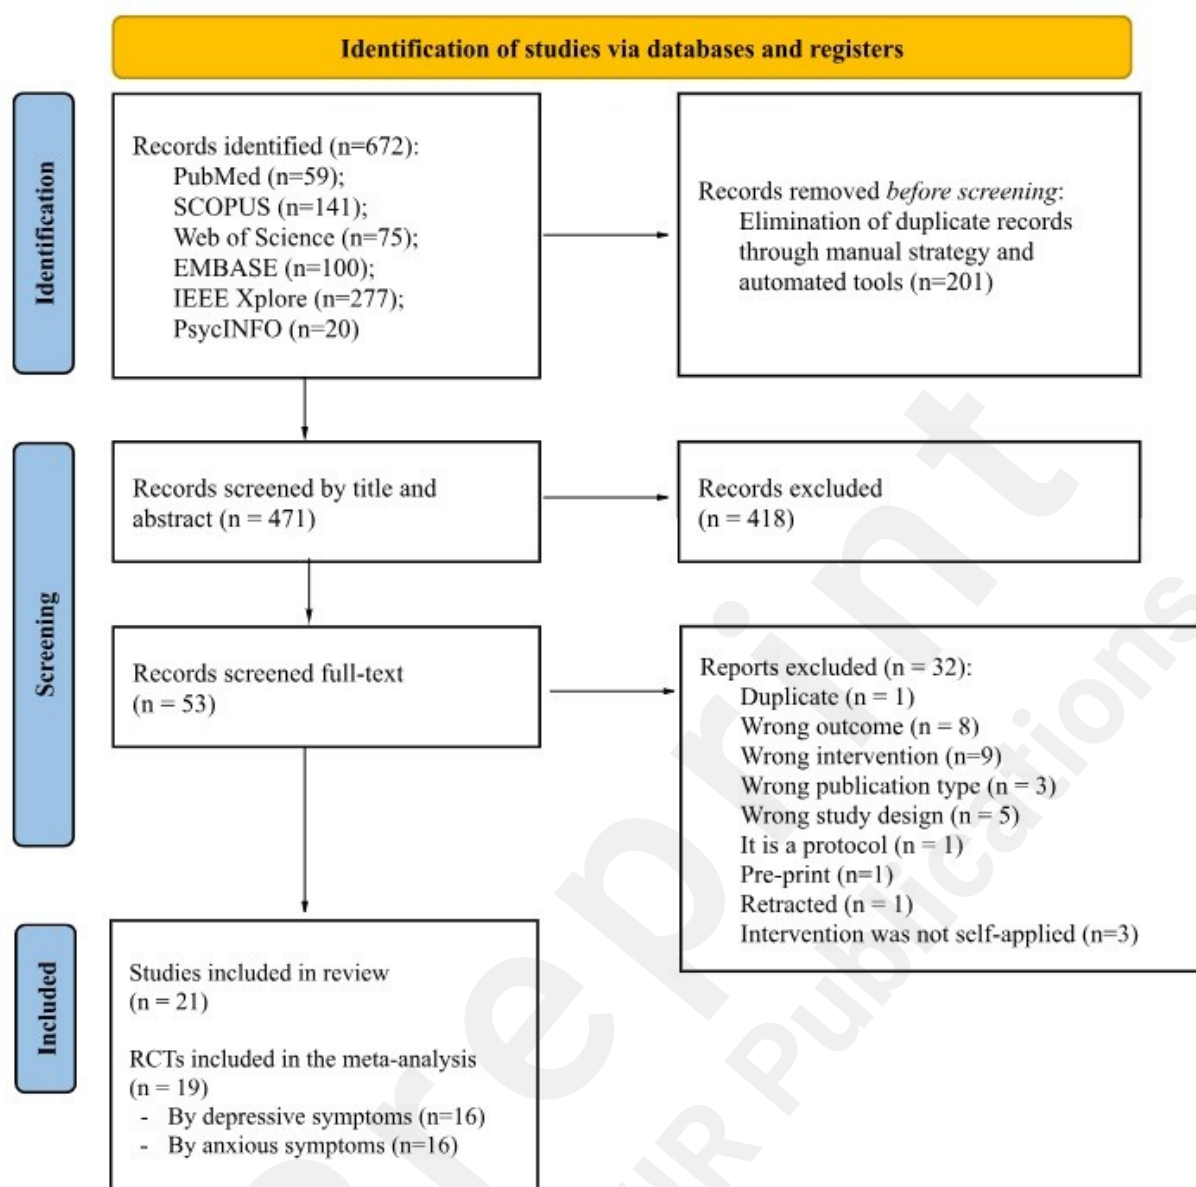 Identification of studies via databases and registers
Identification
Records identified (n=672):
PubMed (n=59);
SCOPUS (n=141);
Web of Science (n=75);
EMBASE (n=100);
IEEE Xplore (n=277);
PsycINFO (n=20)
Records removed before screening:
Elimination of duplicate records
through manual strategy and
automated tools (n=201)
Screening
Records screened by title and
abstract (n = 471)
Records excluded
(n = 418)
Records screened full-text
(n = 53)
Reports excluded (n = 32):
Duplicate (n = 1)
Wrong outcome (n = 8)
Wrong intervention (n=9)
Wrong publication type (n = 3)
Wrong study design (n = 5)
It is a protocol (n = 1)
Pre-print (n=1)
Retracted (n = 1)
Intervention was not self-applied (n=3)
Included
Studies included in review
(n = 21)
RCTs included in the meta-analysis
(n = 19)
- By depressive symptoms (n=16)
- By anxious symptoms (n=16)
Preprint
Publications